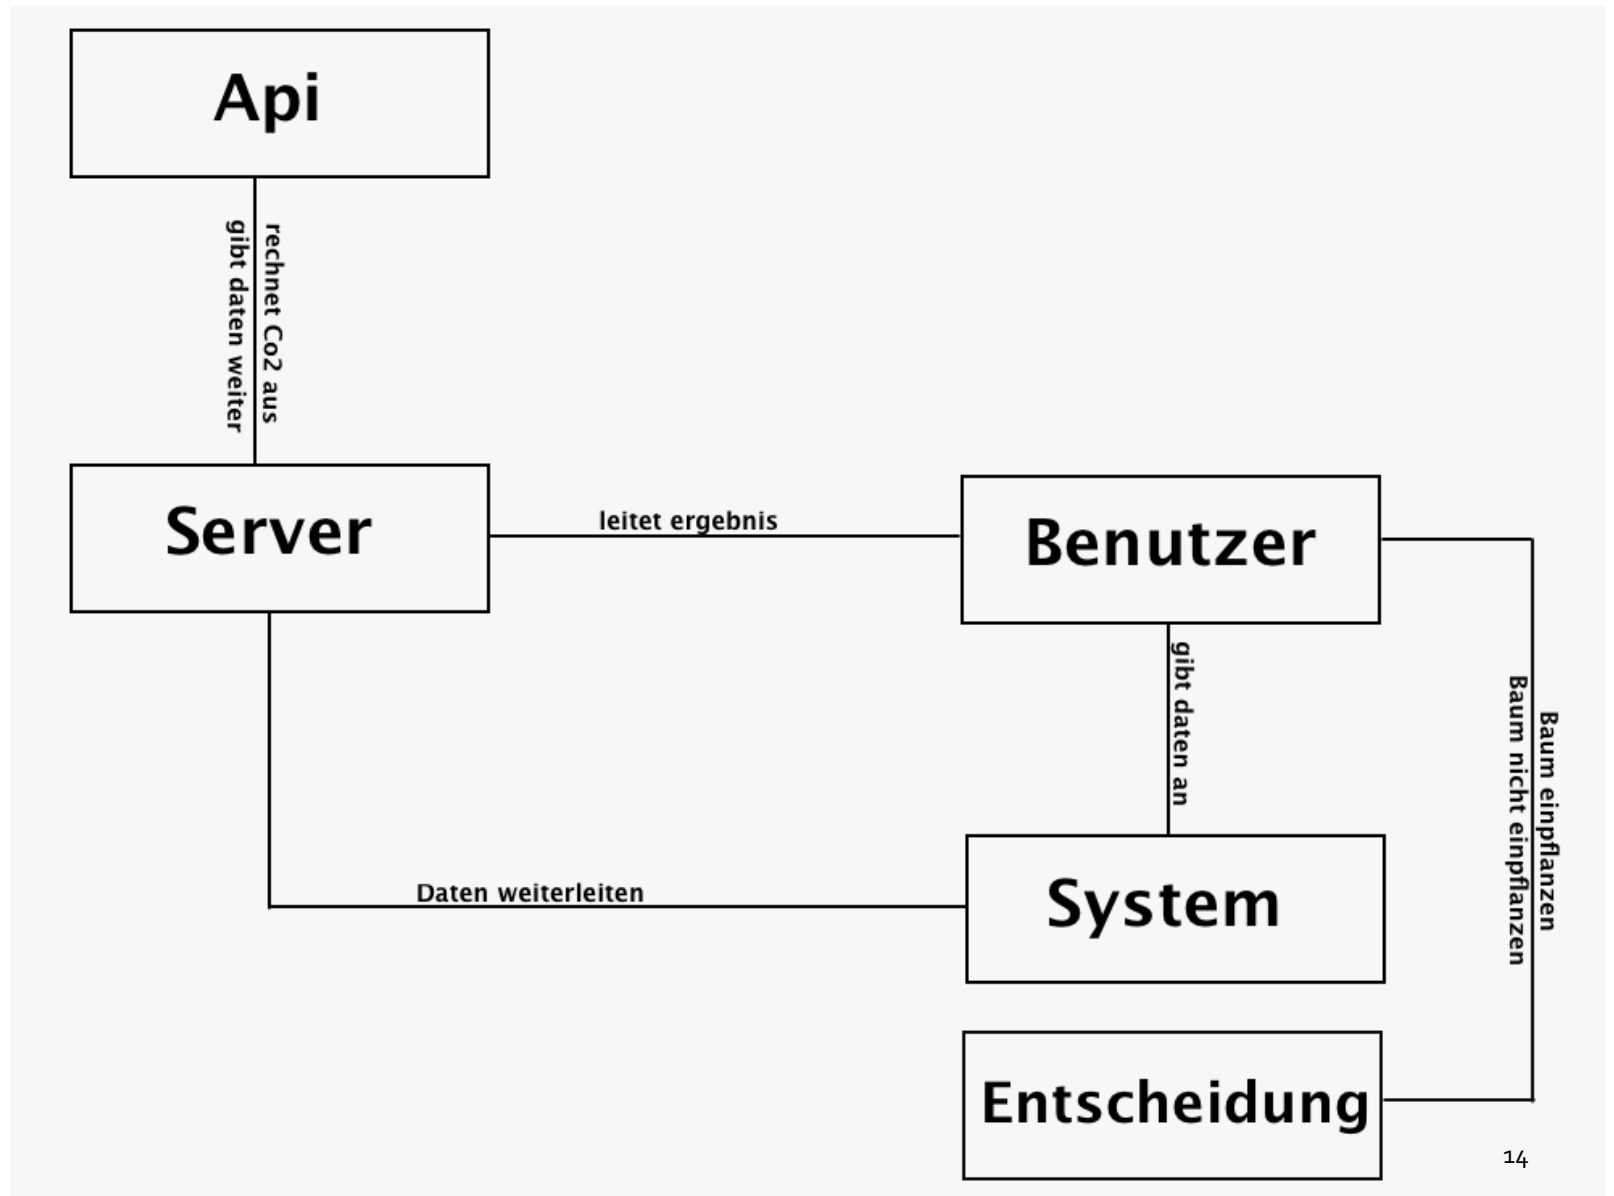 Api
rechnet Co2 aus
gibt daten weiter
Server
leitet ergebnis
Benutzer
gibt daten an
Baum einpflanzen
Baum nicht einpflanzen
Daten weiterleiten
System
Entscheidung
14